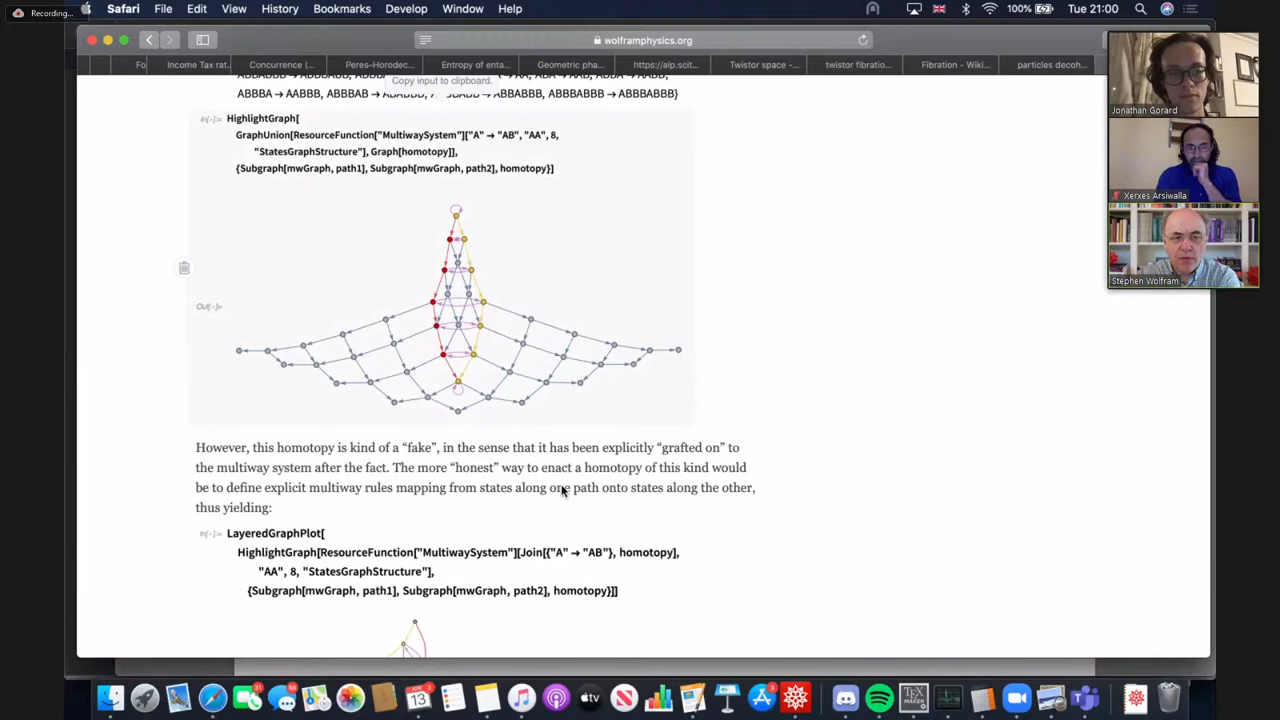 Recording...
Safari File Edit View History Bookmarks Develop Window Help
100% Tue 21:00
wolframphysics.org
Fo Income Tax rat... Concurrence (... Peres–Horodec... Entropy of enta... Geometric pha... https://aip.scit... Twistor space -... twistor fibratio... Fibration - Wiki... particles decoh...
Copy input to clipboard.
ABBBA → AABBB, ABBBAB → ABABBB, → ABBABBB, ABBBABBB → ABBBABBB}
In[-]:= HighlightGraph[
GraphUnion[ResourceFunction["MultiwaySystem"]["A" → "AB", "AA", 8,
"StatesGraphStructure"], Graph[homotopy]],
{Subgraph[mwGraph, path1], Subgraph[mwGraph, path2], homotopy}]
Out[-]=
However, this homotopy is kind of a “fake”, in the sense that it has been explicitly “grafted on” to
the multiway system after the fact. The more “honest” way to enact a homotopy of this kind would
be to define explicit multiway rules mapping from states along one path onto states along the other,
thus yielding:
In[-]:= LayeredGraphPlot[
HighlightGraph[ResourceFunction["MultiwaySystem"][Join[{"A" → "AB"}, homotopy],
"AA", 8, "StatesGraphStructure"],
{Subgraph[mwGraph, path1], Subgraph[mwGraph, path2], homotopy}]]
Jonathan Gorard
Xerxes Arsiwalla
Stephen Wolfram